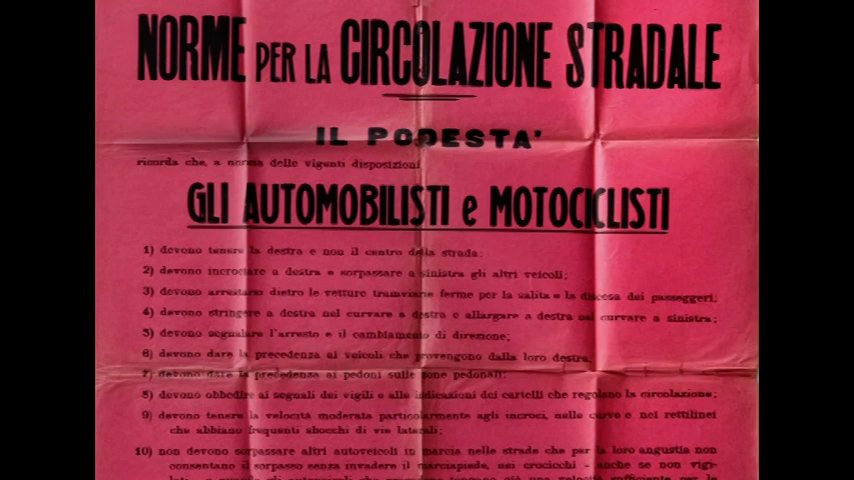 NORME PER LA CIRCOLAZIONE STRADALE
IL PODESTA'
ricorda che, a norma delle vigenti disposizioni
GLI AUTOMOBILISTI e MOTOCICLISTI
1) devono tenere la destra e non il centro della strada;
2) devono incrociare a destra e sorpassare a sinistra gli altri veicoli;
3) devono arrestarsi dietro le vetture tramviarie ferme per la salita e la discesa dei passeggeri;
4) devono stringere a destra nel curvare a destra e allargare a destra nel curvare a sinistra;
5) devono segnalare l'arresto e il cambiamento di direzione;
6) devono dare la precedenza ai veicoli che provengono dalla loro destra;
7) devono dare la precedenza ai pedoni sulle zone pedonali;
8) devono obbedire ai segnali dei vigili e alle indicazioni dei cartelli che regolano la circolazione;
9) devono tenere la velocità moderata particolarmente agli incroci, nelle curve e nei rettilinei
che abbiano frequenti sbocchi di vie laterali;
10) non devono sorpassare altri autoveicoli in marcia nelle strade che per la loro angustia non
consentano il sorpasso senza invadere il marciapiede, nei crocicchi - anche se non vigi-